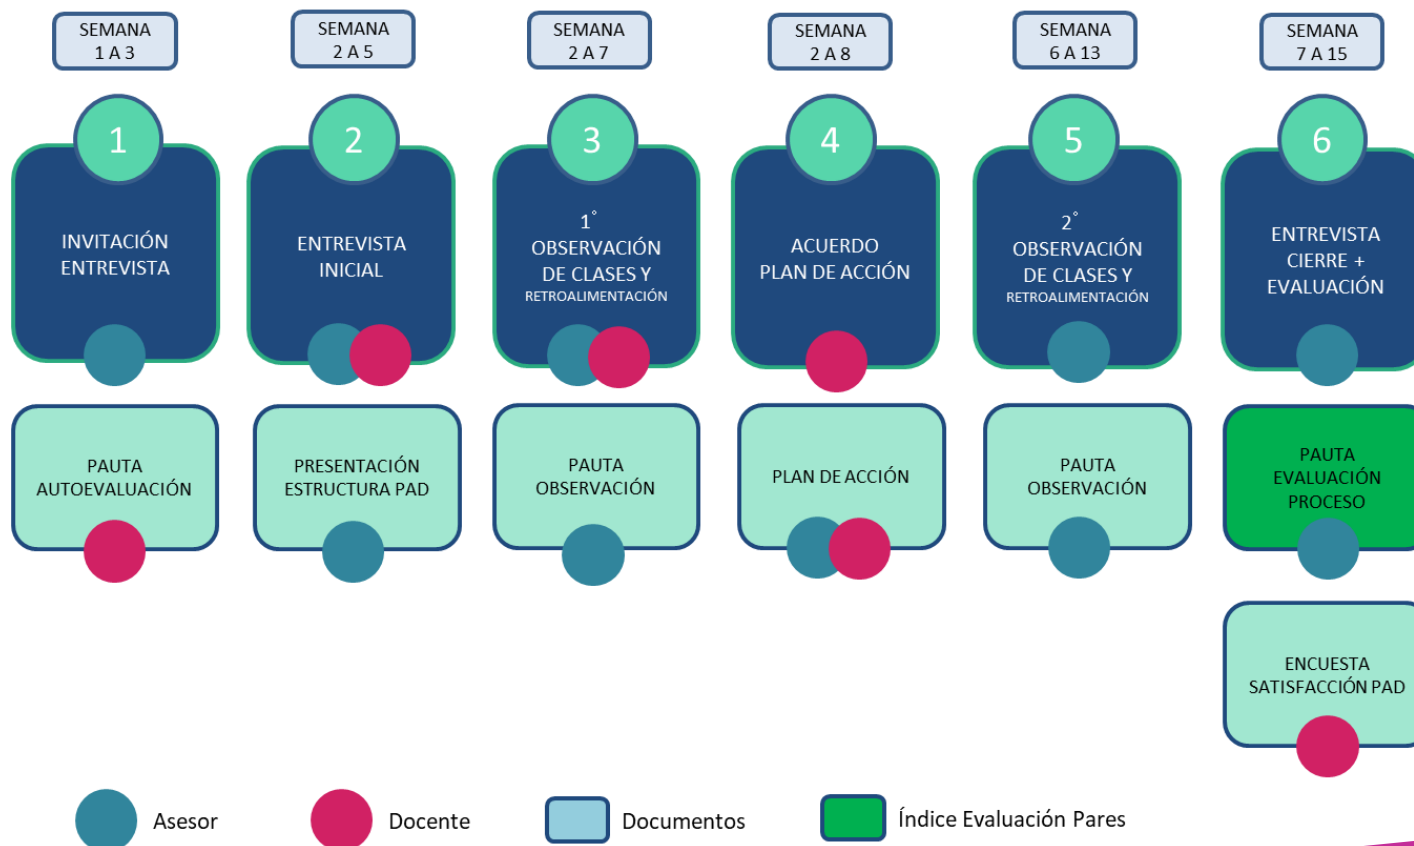 SEMANA
1 A 3
SEMANA
2 A 5
SEMANA
2 A 7
SEMANA
2 A 8
SEMANA
6 A 13
SEMANA
7 A 15
1
2
3
4
5
6
INVITACIÓN
ENTREVISTA
ENTREVISTA
INICIAL
1°
OBSERVACIÓN
DE CLASES Y
RETROALIMENTACIÓN
ACUERDO
PLAN DE ACCIÓN
2°
OBSERVACIÓN
DE CLASES Y
RETROALIMENTACIÓN
ENTREVISTA
CIERRE +
EVALUACIÓN
PAUTA
AUTOEVALUACIÓN
PRESENTACIÓN
ESTRUCTURA PAD
PAUTA
OBSERVACIÓN
PLAN DE ACCIÓN
PAUTA
OBSERVACIÓN
PAUTA
EVALUACIÓN
PROCESO
ENCUESTA
SATISFACCIÓN PAD
Asesor
Docente
Documentos
Índice Evaluación Pares